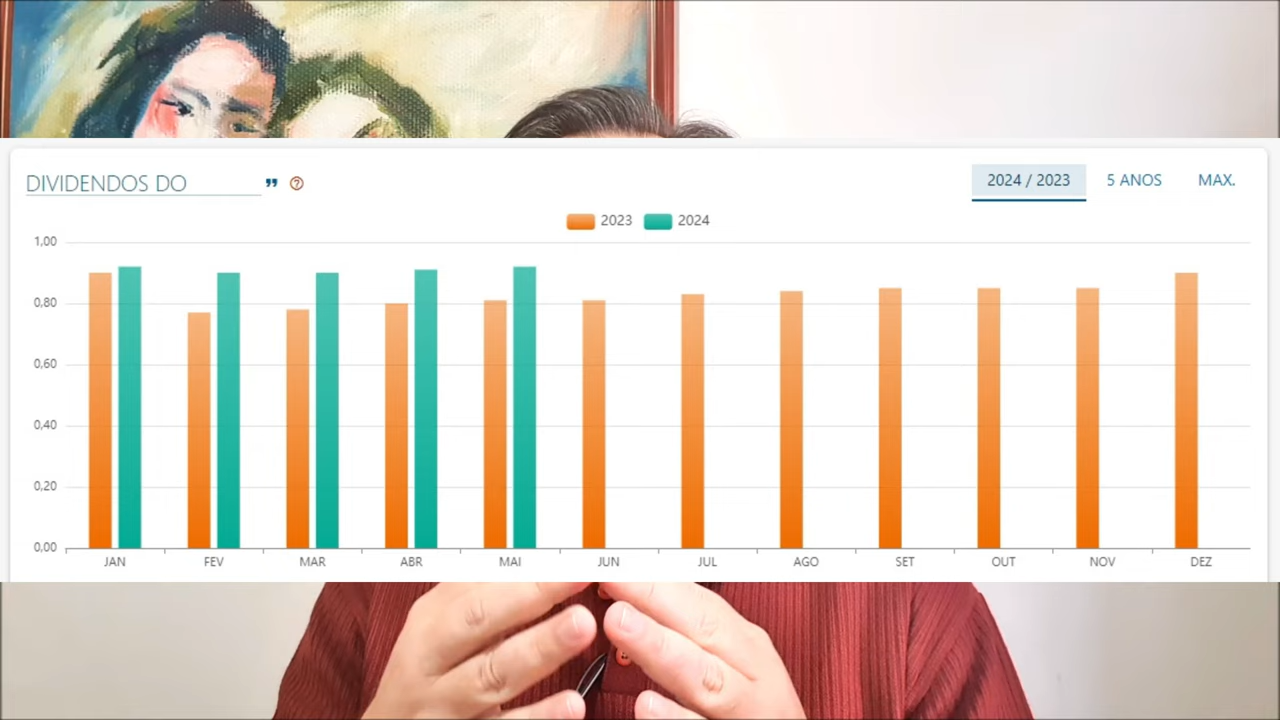 DIVIDENDOS DO
2024 / 2023 5 ANOS MAX.
2023 2024
1,00
0,80
0,60
0,40
0,20
0,00
JAN FEV MAR ABR MAI JUN JUL AGO SET OUT NOV DEZ